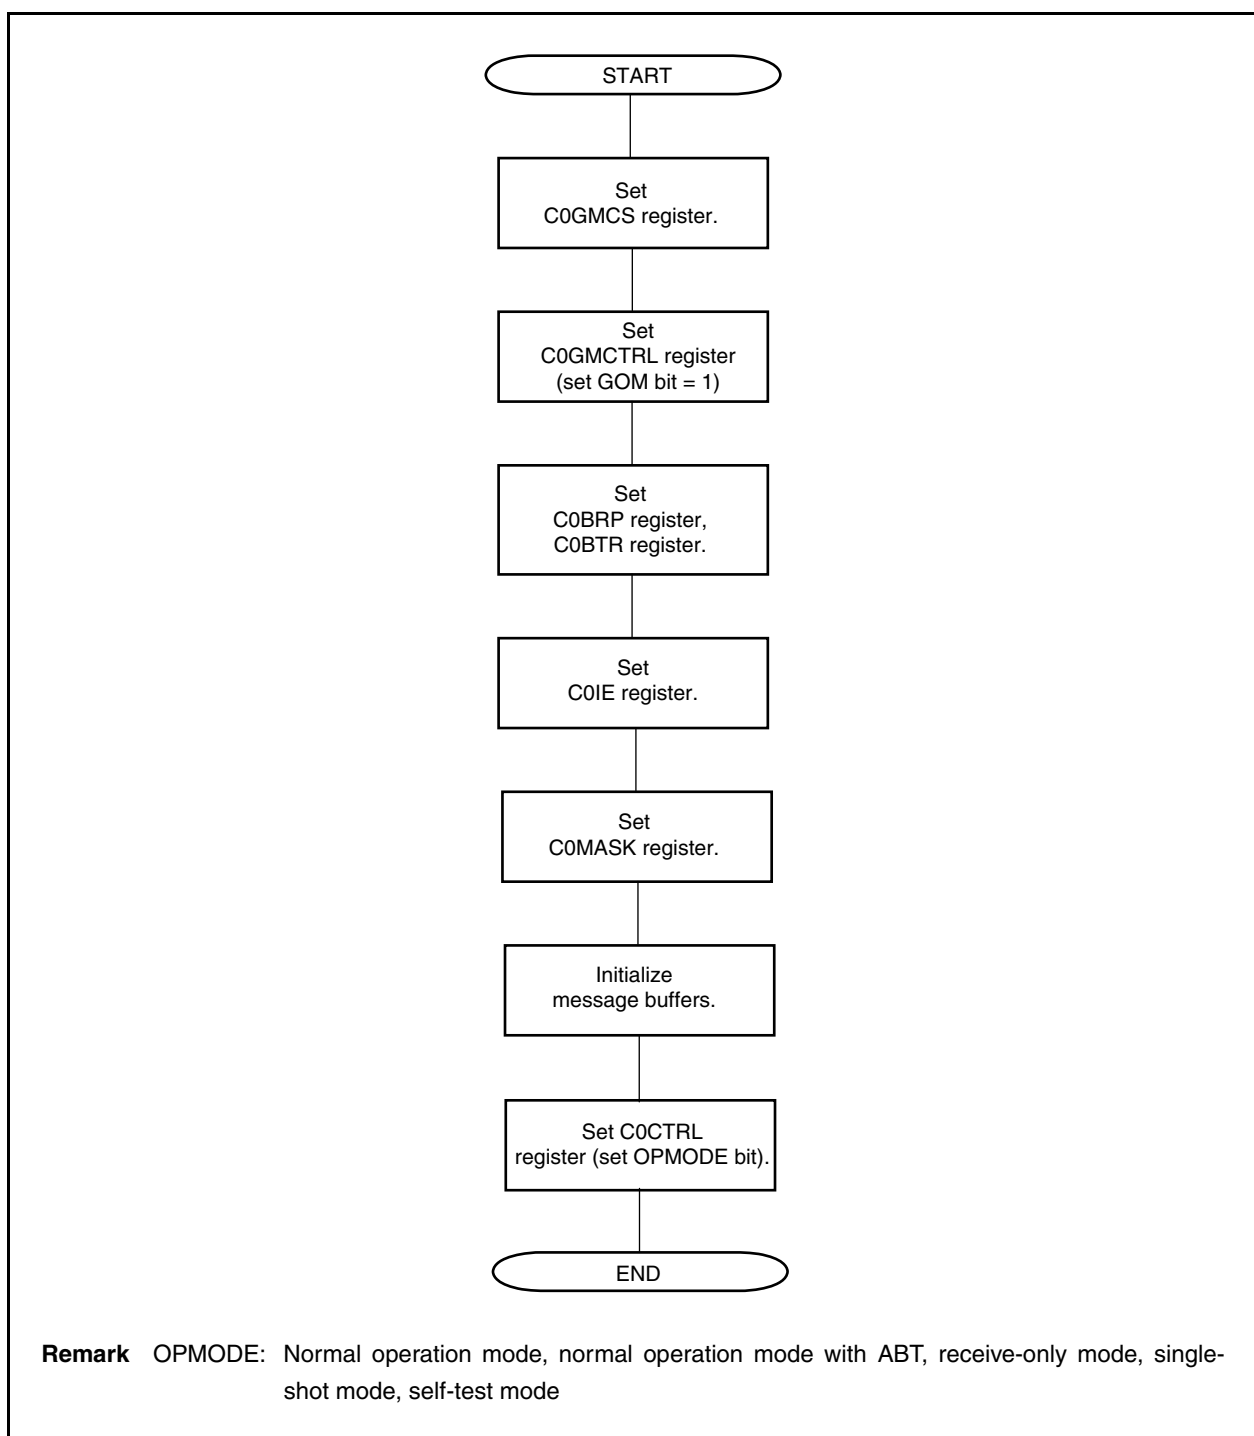 START
Set
C0GMCS register.
Set
C0GMCTRL register
(set GOM bit = 1)
Set
C0BRP register,
C0BTR register.
Set
C0IE register.
Set
C0MASK register.
Initialize
message buffers.
Set C0CTRL
register (set OPMODE bit).
END
Remark OPMODE: Normal operation mode, normal operation mode with ABT, receive-only mode, single-
shot mode, self-test mode